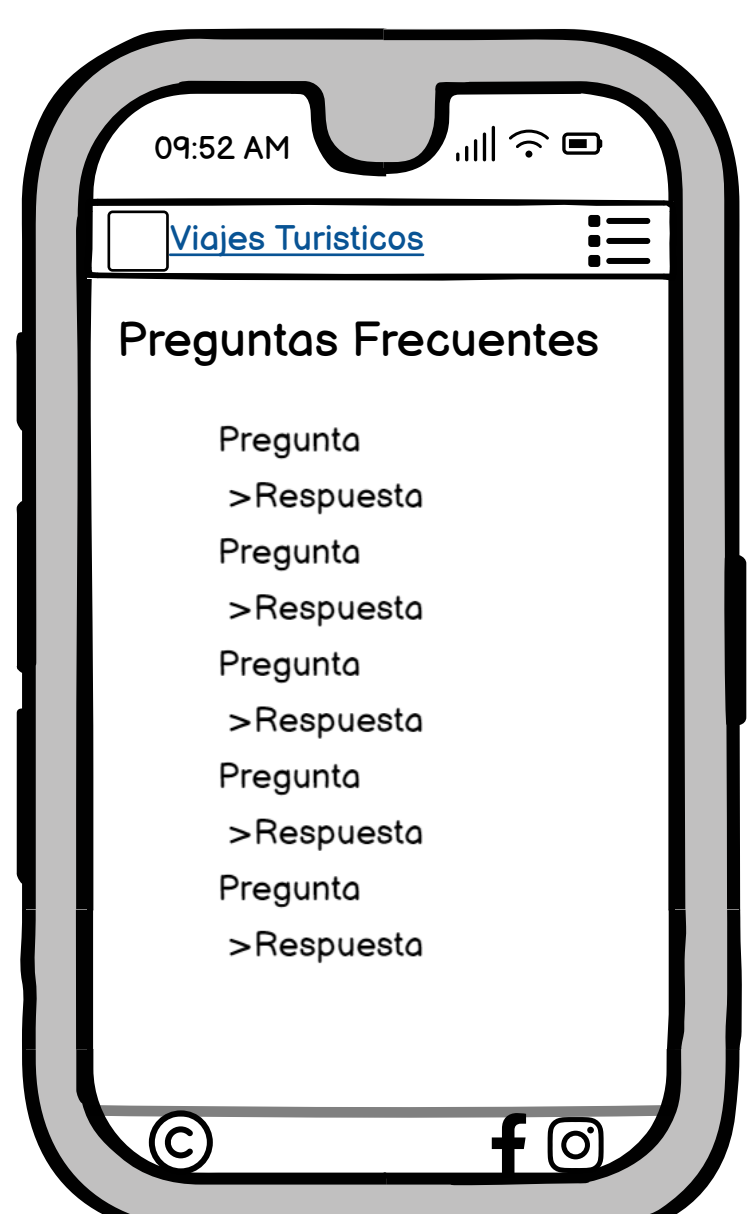 09:52 AM
Viajes Turisticos
Preguntas Frecuentes
Pregunta
>Respuesta
Pregunta
>Respuesta
Pregunta
>Respuesta
Pregunta
>Respuesta
Pregunta
>Respuesta
©